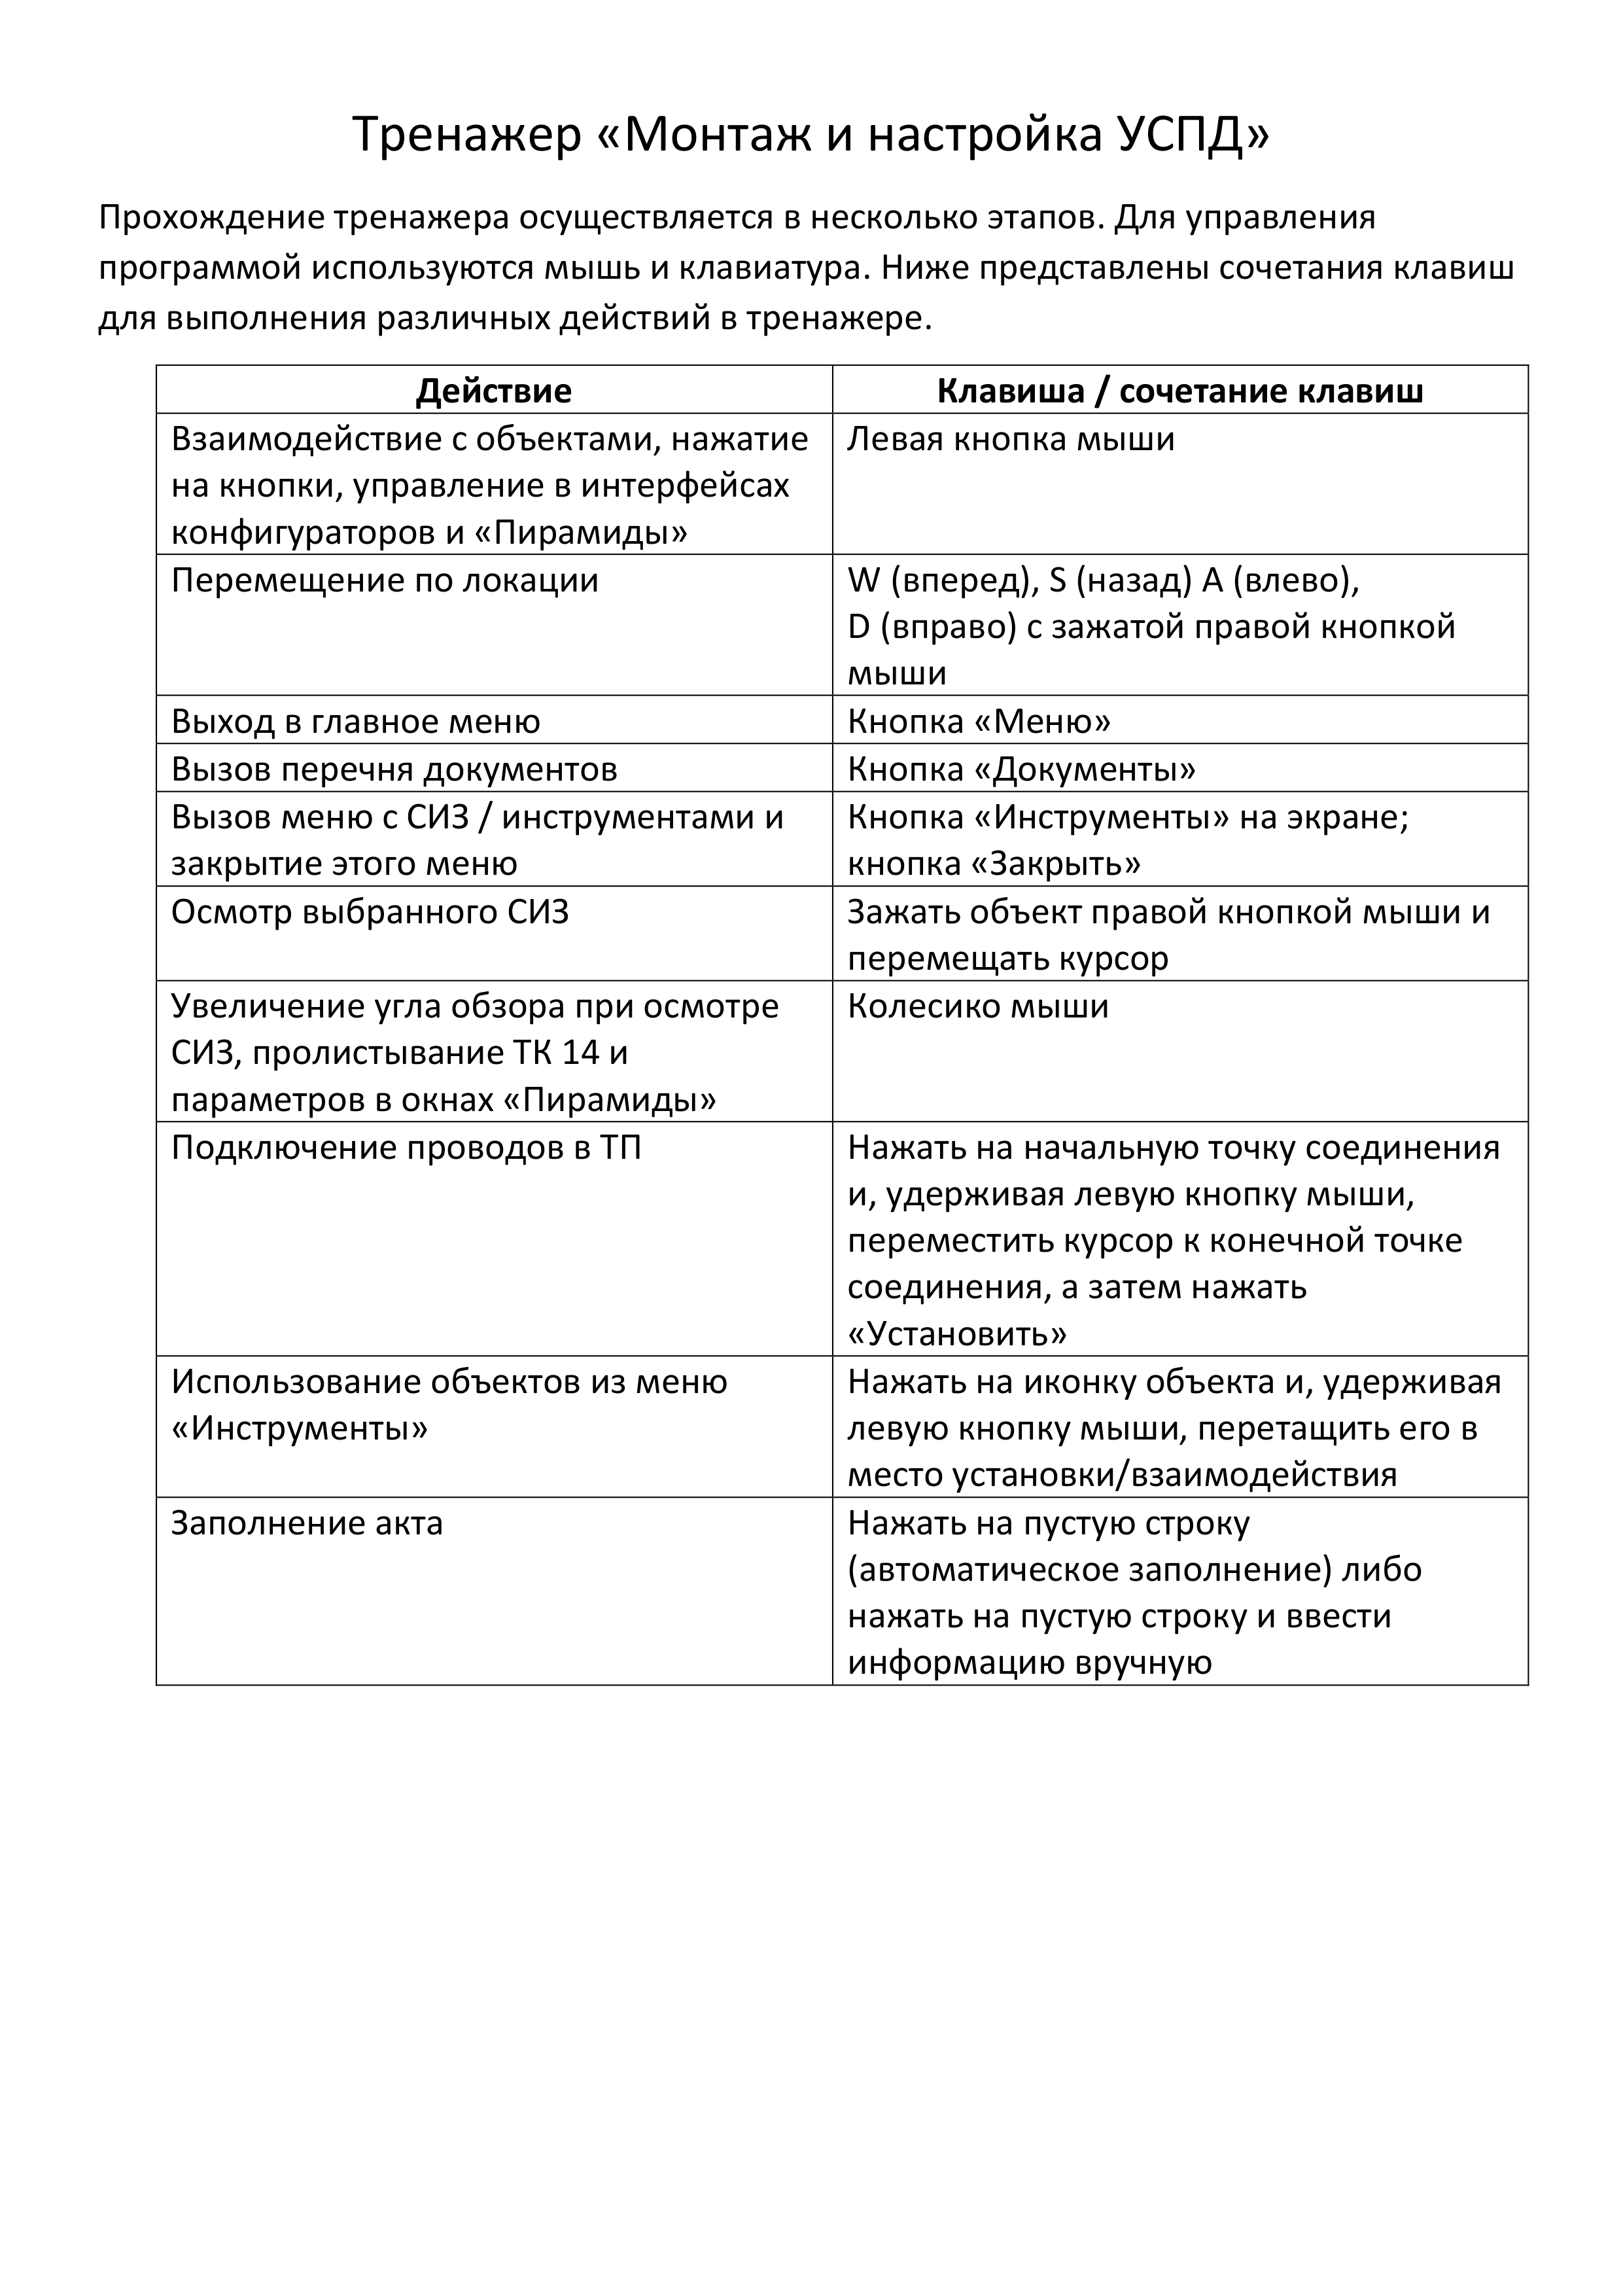 Тренажер «Монтаж и настройка УСПД»
Прохождение тренажера осуществляется в несколько этапов. Для управления
программой используются мышь и клавиатура. Ниже представлены сочетания клавиш
для выполнения различных действий в тренажере.
Действие
Клавиша / сочетание клавиш
Взаимодействие с объектами, нажатие
на кнопки, управление в интерфейсах
конфигураторов и «Пирамиды»
Левая кнопка мыши
Перемещение по локации
W (вперед), S (назад) A (влево),
D (вправо) с зажатой правой кнопкой
мыши
Выход в главное меню
Кнопка «Меню»
Вызов перечня документов
Кнопка «Документы»
Вызов меню с СИЗ / инструментами и
закрытие этого меню
Кнопка «Инструменты» на экране;
кнопка «Закрыть»
Осмотр выбранного СИЗ
Зажать объект правой кнопкой мыши и
перемещать курсор
Увеличение угла обзора при осмотре
СИЗ, пролистывание ТК 14 и
параметров в окнах «Пирамиды»
Колесико мыши
Подключение проводов в ТП
Нажать на начальную точку соединения
и, удерживая левую кнопку мыши,
переместить курсор к конечной точке
соединения, а затем нажать
«Установить»
Использование объектов из меню
«Инструменты»
Нажать на иконку объекта и, удерживая
левую кнопку мыши, перетащить его в
место установки/взаимодействия
Заполнение акта
Нажать на пустую строку
(автоматическое заполнение) либо
нажать на пустую строку и ввести
информацию вручную